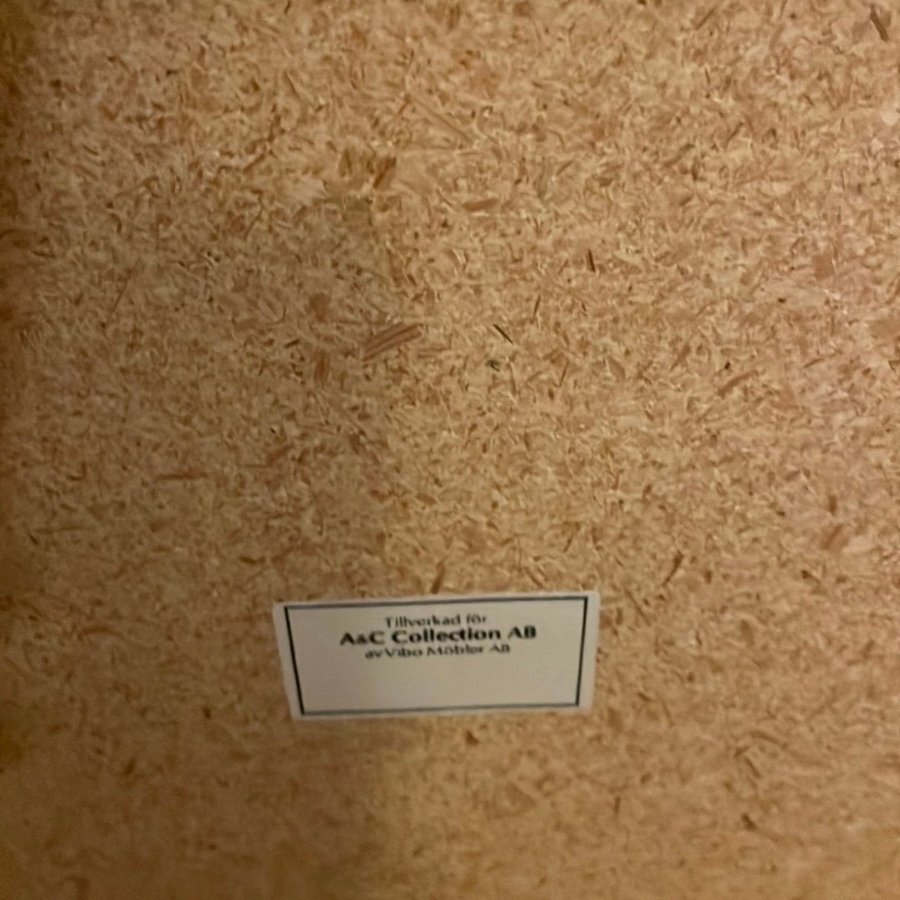 Tillverkad för
A&C Collection AB
av Vibo Möbler AB